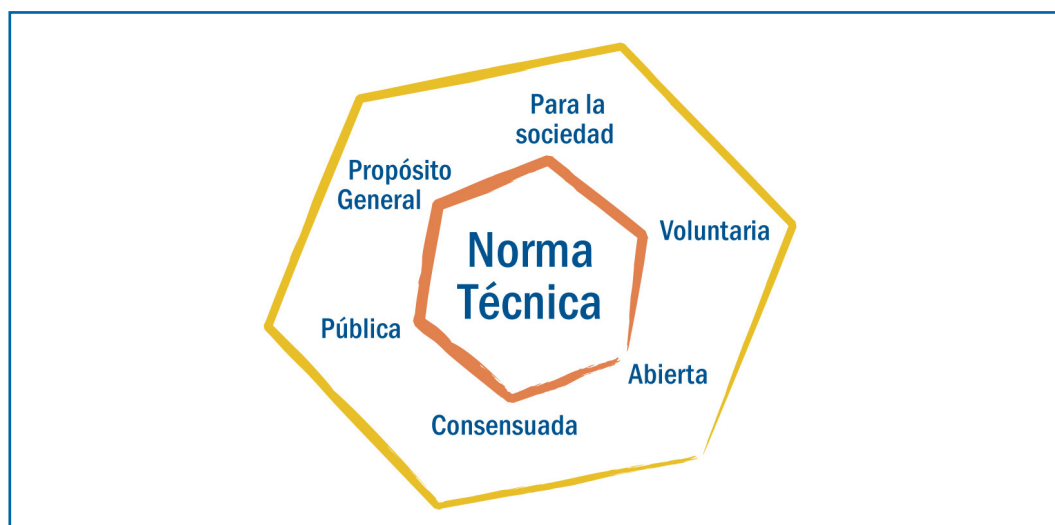 Para la
sociedad
Propósito
General
Voluntaria
Norma
Técnica
Pública
Abierta
Consensuada